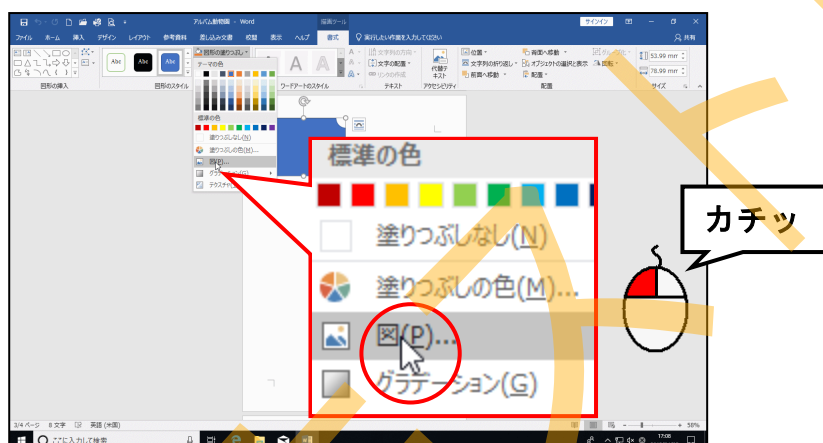 アルバム動物園 - Word
描画ツール
サインイン
ファイル ホーム 挿入 デザイン レイアウト 参考資料 差し込み文書 校閲 表示 ヘルプ 書式 実行したい作業を入力してください 共有
Abc Abc Abc
図形の塗りつぶし
文字列の方向
文字の配置
リンクの作成
代替テキスト
位置
文字列の折り返し
前面へ移動
背面へ移動
オブジェクトの選択と表示
配置
回転
53.99 mm
78.99 mm
図形の挿入 図形のスタイル ワードアートのスタイル テキスト アクセシビリティ 配置 サイズ
テーマの色
標準の色
塗りつぶしなし(N)
塗りつぶしの色(M)...
図(P)...
グラデーション(G)
テクスチャ(T)
標準の色
塗りつぶしなし(N)
塗りつぶしの色(M)...
図(P)...
グラデーション(G)
カチッ
3/4 ページ 8 文字 英語 (米国)
56%
ここに入力して検索
17:08